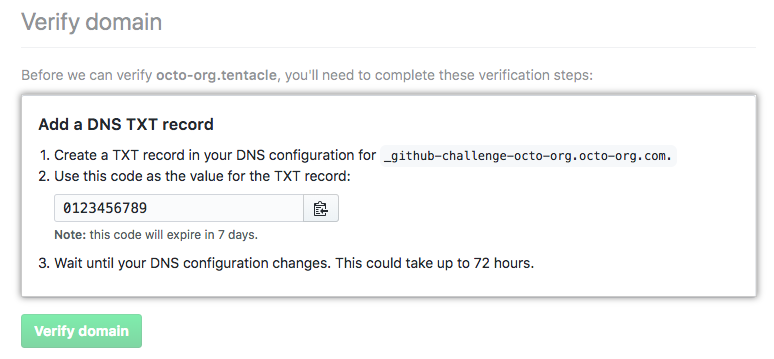 Verify domain
Before we can verify octo-org.tentacle, you'll need to complete these verification steps:
Add a DNS TXT record
1. Create a TXT record in your DNS configuration for _github-challenge-octo-org.octo-org.com.
2. Use this code as the value for the TXT record:
0123456789
Note: this code will expire in 7 days.
3. Wait until your DNS configuration changes. This could take up to 72 hours.
Verify domain